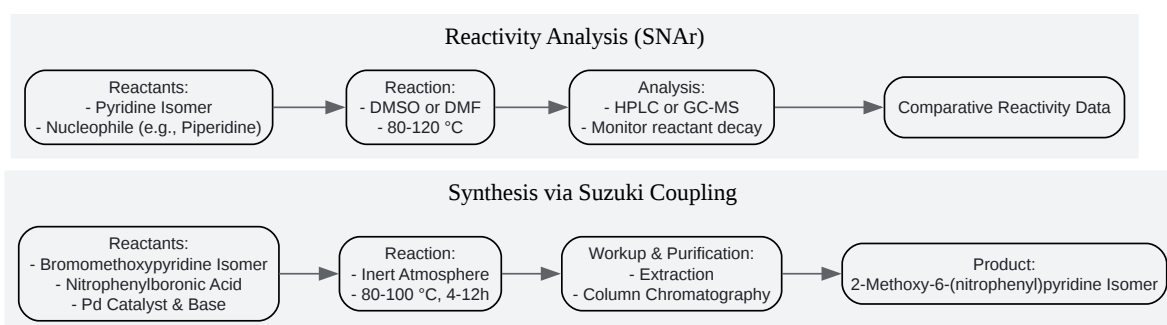 Reactivity Analysis (SNAr)
Reactants:
- Pyridine Isomer
- Nucleophile (e.g., Piperidine)
Reaction:
- DMSO or DMF
- 80-120 °C
Analysis:
- HPLC or GC-MS
- Monitor reactant decay
Comparative Reactivity Data
Synthesis via Suzuki Coupling
Reactants:
- Bromomethoxypyridine Isomer
- Nitrophenylboronic Acid
- Pd Catalyst & Base
Reaction:
- Inert Atmosphere
- 80-100 °C, 4-12h
Workup & Purification:
- Extraction
- Column Chromatography
Product:
2-Methoxy-6-(nitrophenyl)pyridine Isomer